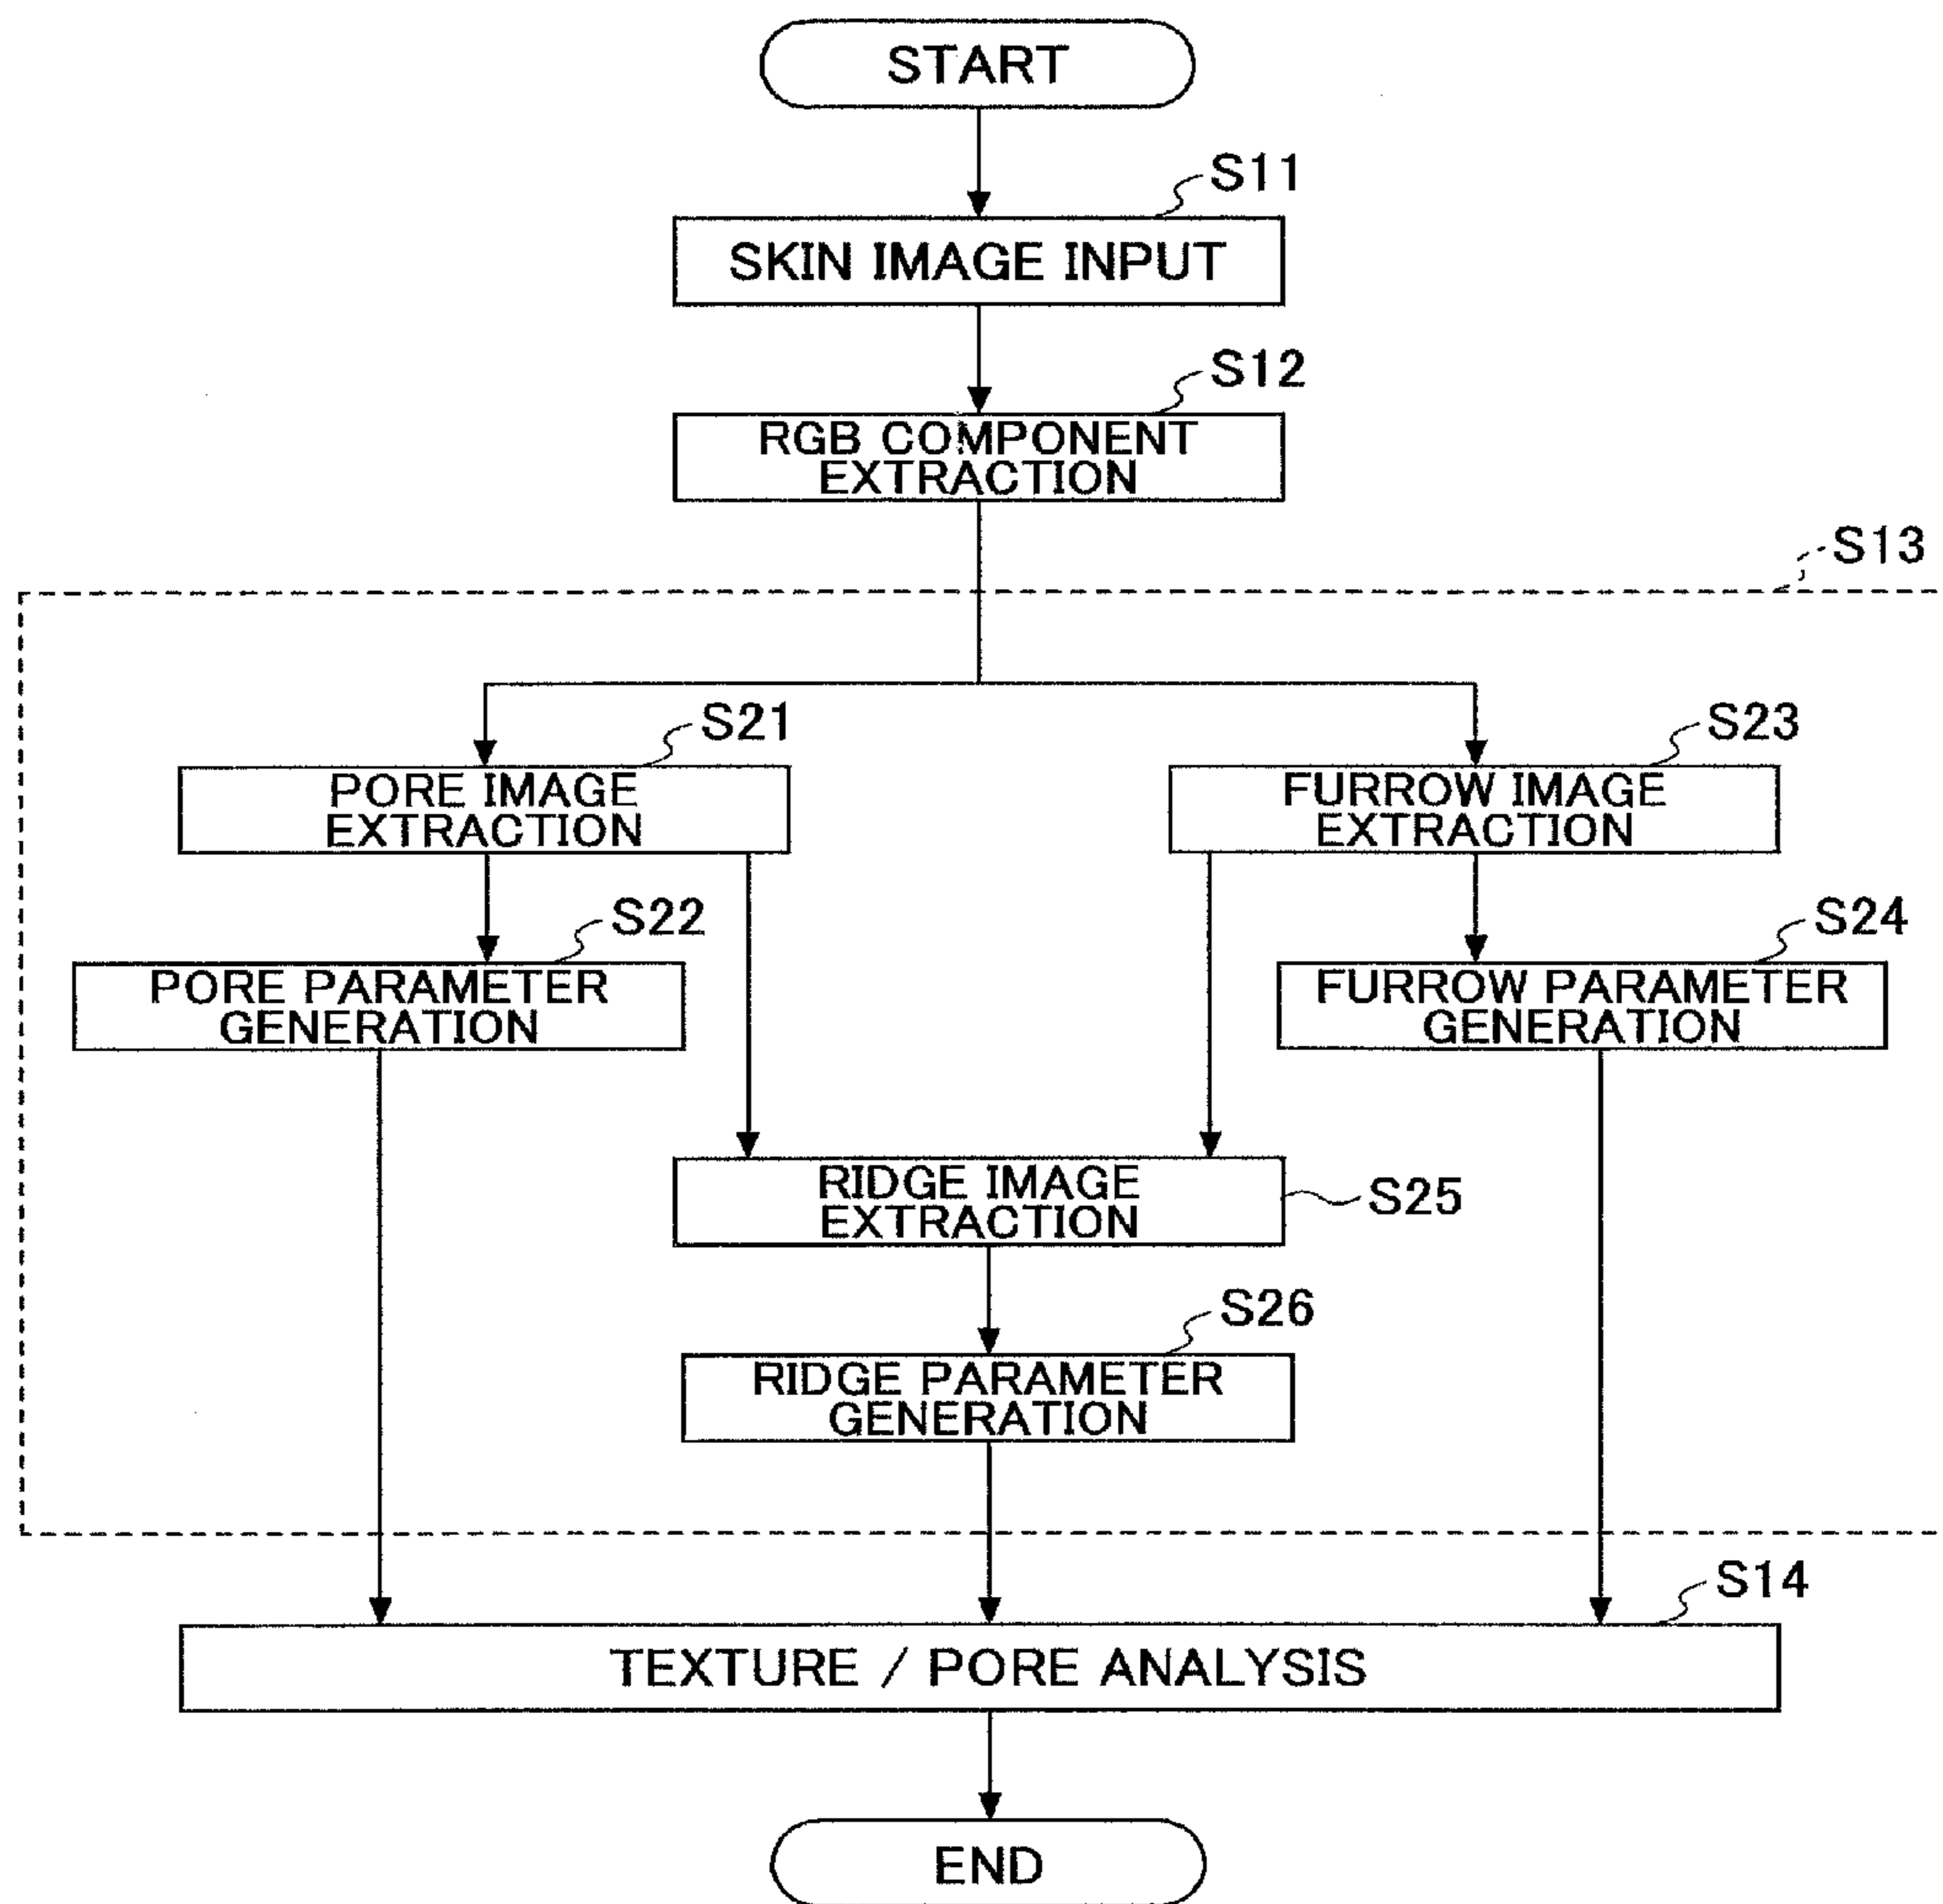 START
S11
SKIN IMAGE INPUT
S12
RGB COMPONENT
EXTRACTION
S13
S21
PORE IMAGE
EXTRACTION
S23
FURROW IMAGE
EXTRACTION
S22
PORE PARAMETER
GENERATION
S24
FURROW PARAMETER
GENERATION
RIDGE IMAGE
EXTRACTION
S25
S26
RIDGE PARAMETER
GENERATION
S14
TEXTURE / PORE ANALYSIS
END